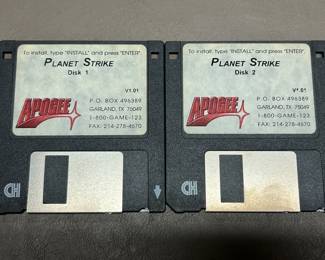 To install, type "INSTALL" and press "ENTER".
PLANET STRIKE
Disk 1
V1.01
APOGEE
P.O. BOX 496389
GARLAND, TX 75049
1-800-GAME-123
FAX: 214-278-4670
HD
To install, type "INSTALL" and press "ENTER".
PLANET STRIKE
Disk 2
V1.01
APOGEE
P.O. BOX 496389
GARLAND, TX 75049
1-800-GAME-123
FAX: 214-278-4670
HD